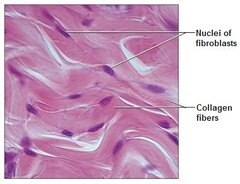 Nuclei of
fibroblasts
Collagen
fibers